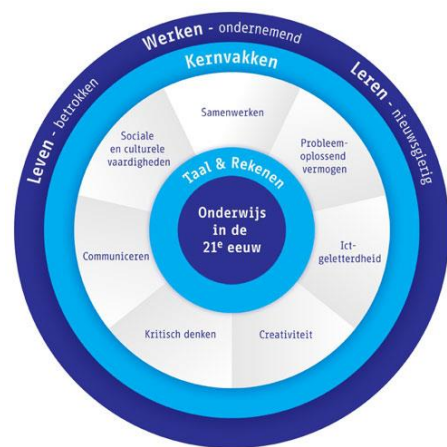 Werken - ondernemend
Leven - betrokken
Leren - nieuwsgierig
Kernvakken
Samenwerken
Sociale
en culturele
vaardigheden
Probleem-
oplossend
vermogen
Taal & Rekenen
Onderwijs
in de
21e eeuw
Communiceren
Ict-
geletterdheid
Kritisch denken
Creativiteit